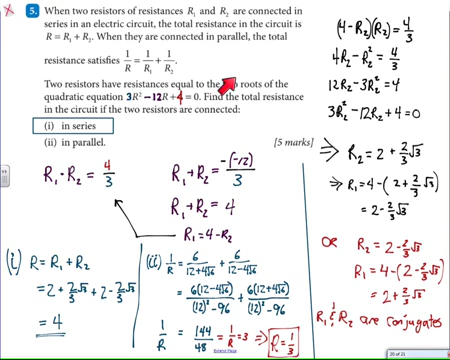 5. When two resistors of resistances R₁ and R₂ are connected in
series in an electric circuit, the total resistance in the circuit is
R = R₁ + R₂. When they are connected in parallel, the total
resistance satisfies 1/R = 1/R₁ + 1/R₂.
Two resistors have resistances equal to the roots of the
quadratic equation 3R² −12R +4 = 0. Find the total resistance
in the circuit if the two resistors are connected:
(i) in series
(ii) in parallel.
[5 marks]
R₁ · R₂ = 4/3
R₁ + R₂ = −(−12)/3
R₁ + R₂ = 4
R₁ = 4 − R₂
(i) R = R₁ + R₂
= 2 + 2/3√3 + 2 − 2/3√3
= 4
(ii) 1/R = 6/(12+4√6) + 6/(12−4√6)
= 6(12−4√6)/((12)²−96) + 6(12+4√6)/((12)²−96)
1/R = 144/48 = 1/R = 3 ⇒ R = 1/3
(4−R₂)(R₂) = 4/3
4R₂ − R₂² = 4/3
12R₂ − 3R₂² = 4
3R₂² − 12R₂ + 4 = 0
⇒ R₂ = 2 + 2/3√3
⇒ R₁ = 4 − (2 + 2/3√3)
= 2 − 2/3√3
OR R₂ = 2 − 2/3√3
R₁ = 4 − (2 − 2/3√3)
= 2 + 2/3√3
R₁ & R₂ are conjugates
20 of 21